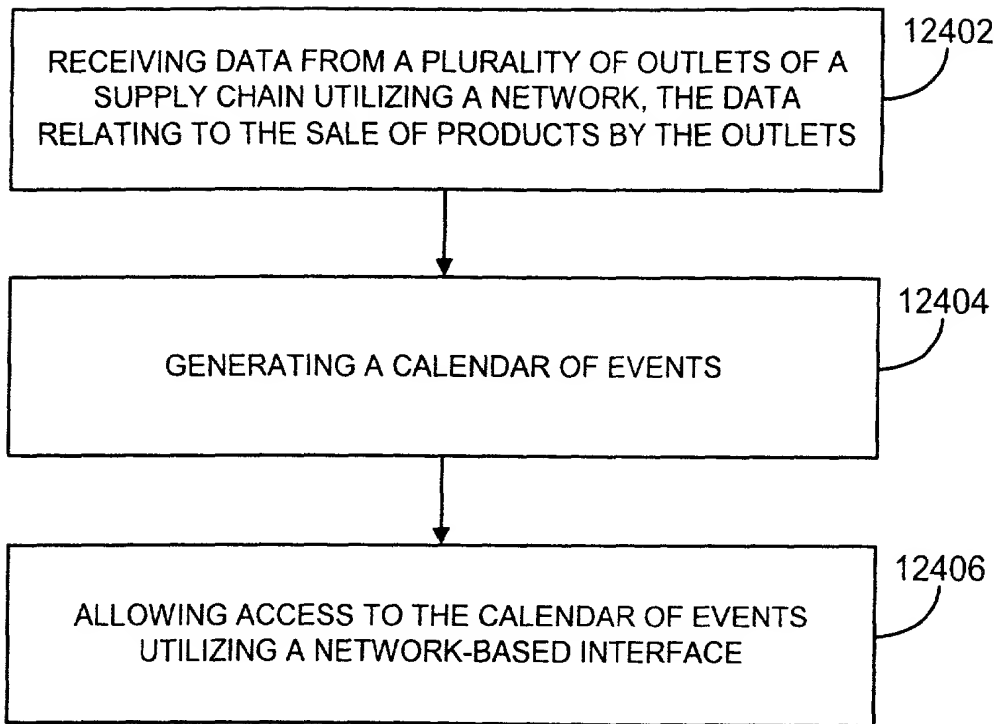 12402
RECEIVING DATA FROM A PLURALITY OF OUTLETS OF A
SUPPLY CHAIN UTILIZING A NETWORK, THE DATA
RELATING TO THE SALE OF PRODUCTS BY THE OUTLETS
12404
GENERATING A CALENDAR OF EVENTS
12406
ALLOWING ACCESS TO THE CALENDAR OF EVENTS
UTILIZING A NETWORK-BASED INTERFACE